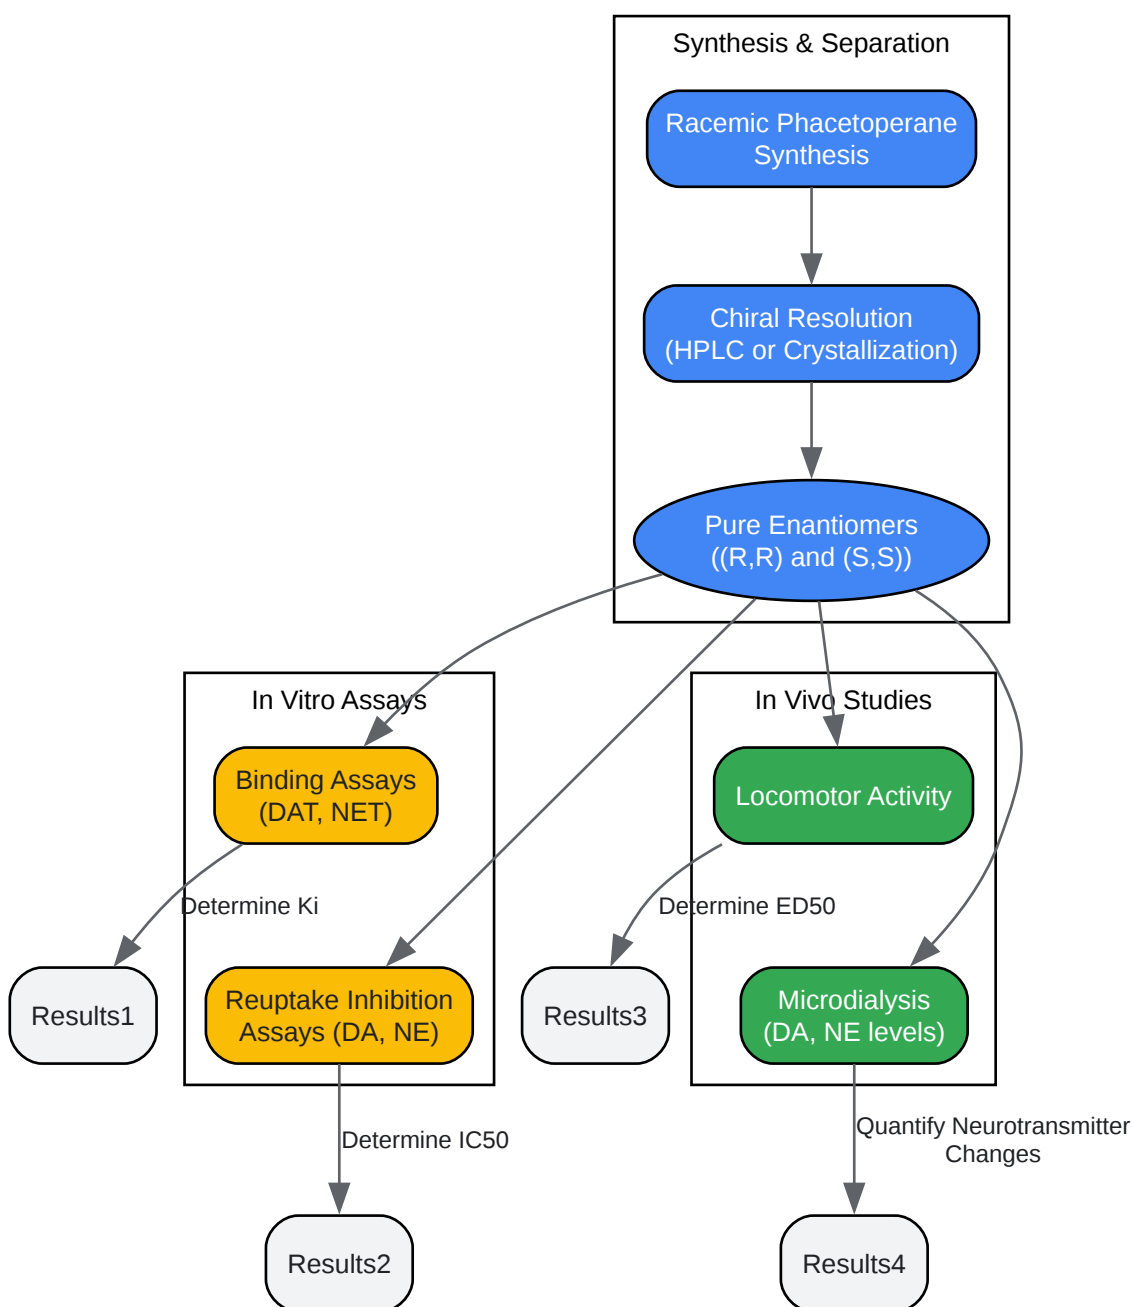 Synthesis & Separation
Racemic Phacetoperane
Synthesis
Chiral Resolution
(HPLC or Crystallization)
Pure Enantiomers
((R,R) and (S,S))
In Vitro Assays
In Vivo Studies
Binding Assays
(DAT, NET)
Locomotor Activity
Determine Ki
Determine ED50
Results1
Reuptake Inhibition
Assays (DA, NE)
Results3
Microdialysis
(DA, NE levels)
Determine IC50
Quantify Neurotransmitter
Changes
Results2
Results4